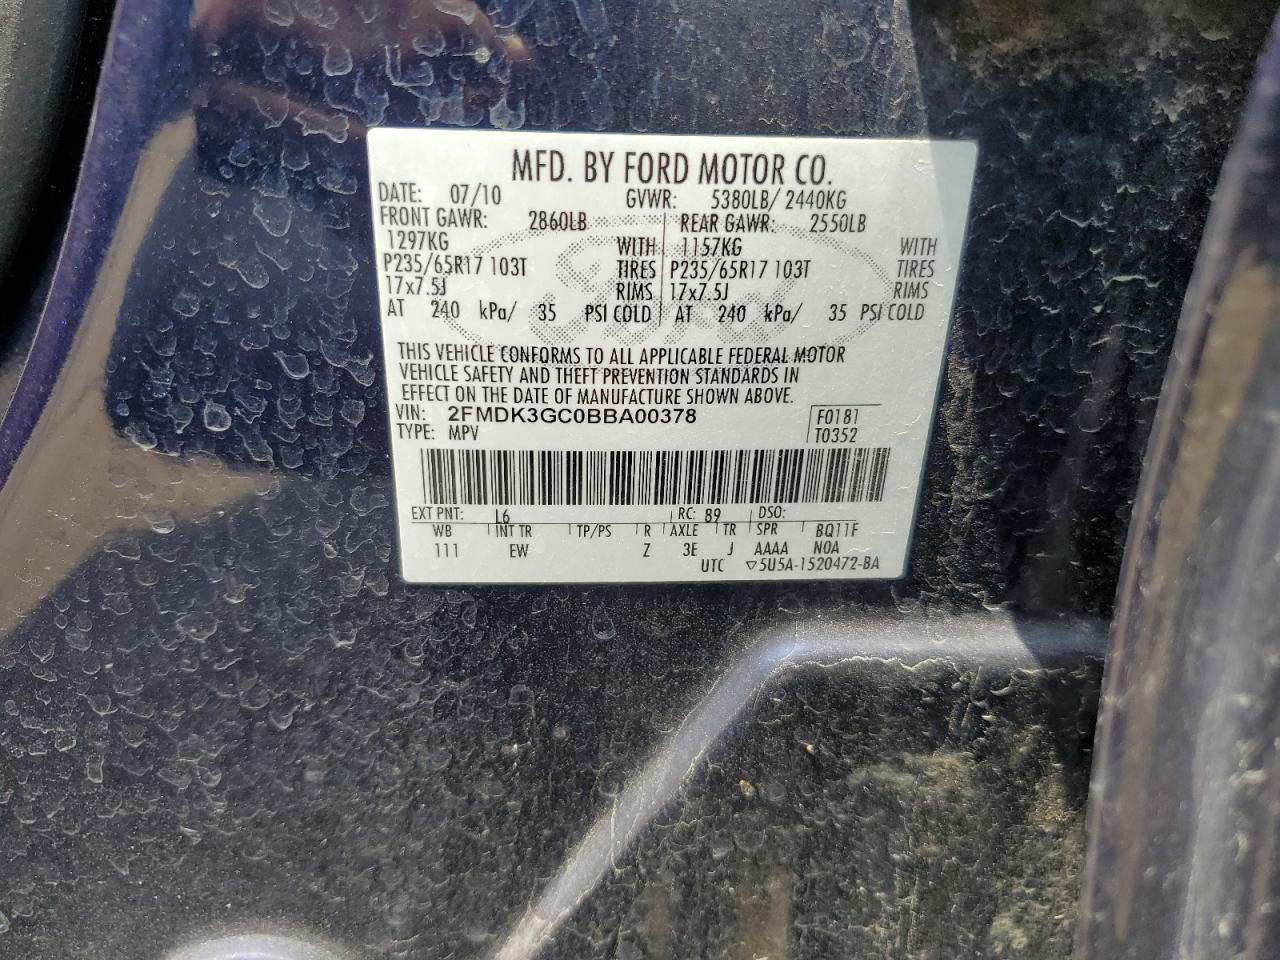 MFD. BY FORD MOTOR CO.
DATE: 07/10 GVWR: 5380LB/ 2440KG
FRONT GAWR: 2860LB REAR GAWR: 2550LB
1297KG WITH 1157KG WITH
P235/65R17 103T TIRES P235/65R17 103T TIRES
17x7.5J RIMS 17x7.5J RIMS
AT 240 kPa/ 35 PSI COLD AT 240 kPa/ 35 PSI COLD
THIS VEHICLE CONFORMS TO ALL APPLICABLE FEDERAL MOTOR
VEHICLE SAFETY AND THEFT PREVENTION STANDARDS IN
EFFECT ON THE DATE OF MANUFACTURE SHOWN ABOVE.
VIN: 2FMDK3GC0BBA00378 F0181
TYPE: MPV T0352
EXT PNT: L6 RC: 89 DSO:
WB INT TR TP/PS R AXLE TR SPR BQ11F
111 EW Z 3E J AAAA N0A
UTC ▽5U5A-1520472-BA